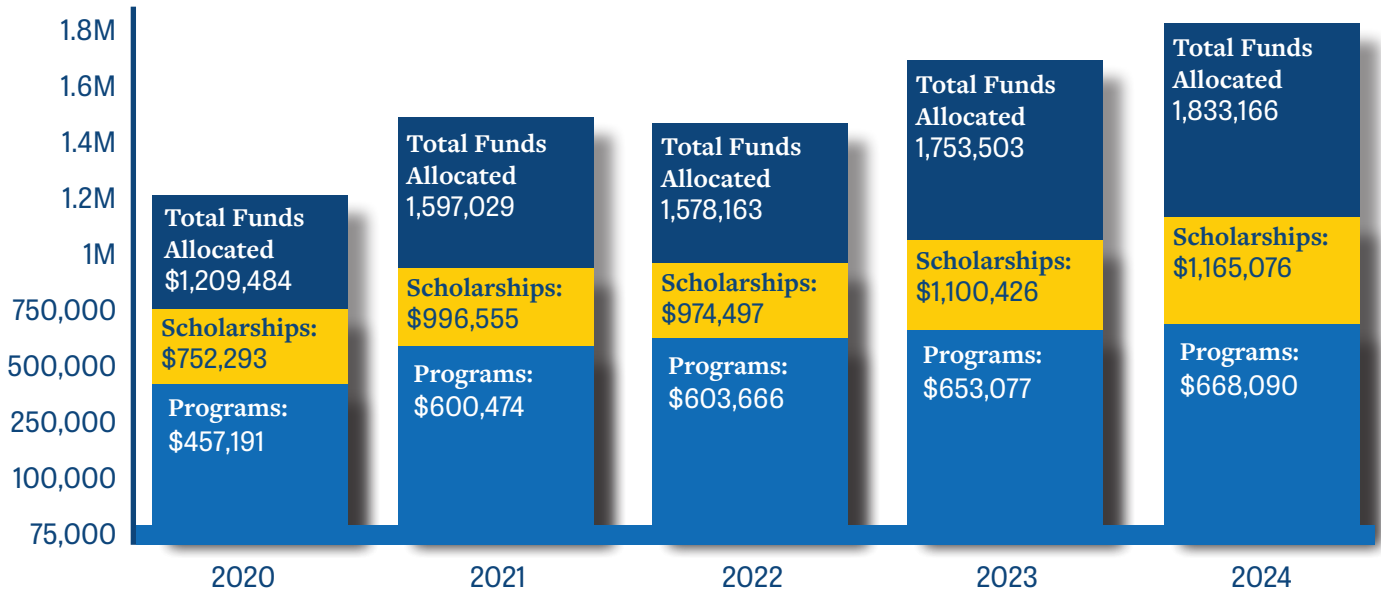 1.8M
1.6M
1.4M
1.2M
1M
750,000
500,000
250,000
100,000
75,000
Total Funds
Allocated
$1,209,484
Scholarships:
$752,293
Programs:
$457,191
Total Funds
Allocated
1,597,029
Scholarships:
$996,555
Programs:
$600,474
Total Funds
Allocated
1,578,163
Scholarships:
$974,497
Programs:
$603,666
Total Funds
Allocated
1,753,503
Scholarships:
$1,100,426
Programs:
$653,077
Total Funds
Allocated
1,833,166
Scholarships:
$1,165,076
Programs:
$668,090
2020
2021
2022
2023
2024